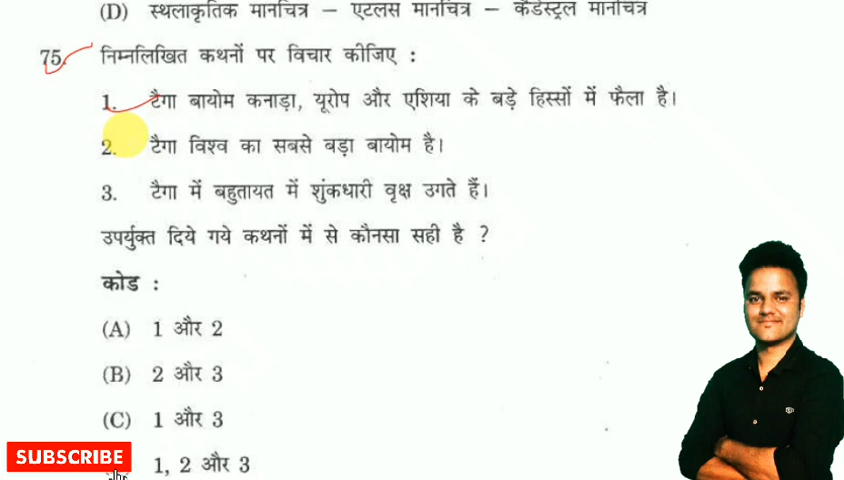 (D) स्थलाकृतिक मानचित्र – एटलस मानचित्र – कैडेस्ट्रल मानचित्र
75. निम्नलिखित कथनों पर विचार कीजिए :
1. टैगा बायोम कनाड़ा, यूरोप और एशिया के बड़े हिस्सों में फैला है।
2. टैगा विश्व का सबसे बड़ा बायोम है।
3. टैगा में बहुतायत में शुंकधारी वृक्ष उगते हैं।
उपर्युक्त दिये गये कथनों में से कौनसा सही है ?
कोड :
(A) 1 और 2
(B) 2 और 3
(C) 1 और 3
1, 2 और 3
SUBSCRIBE